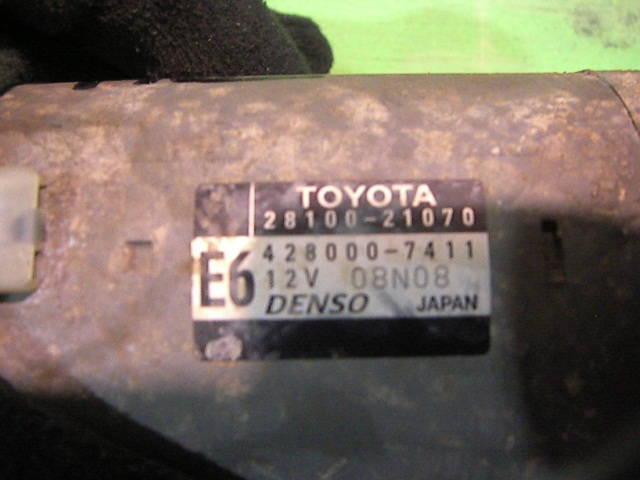 TOYOTA
28100-21070
E6
428000-7411
12V 08N08
DENSO JAPAN